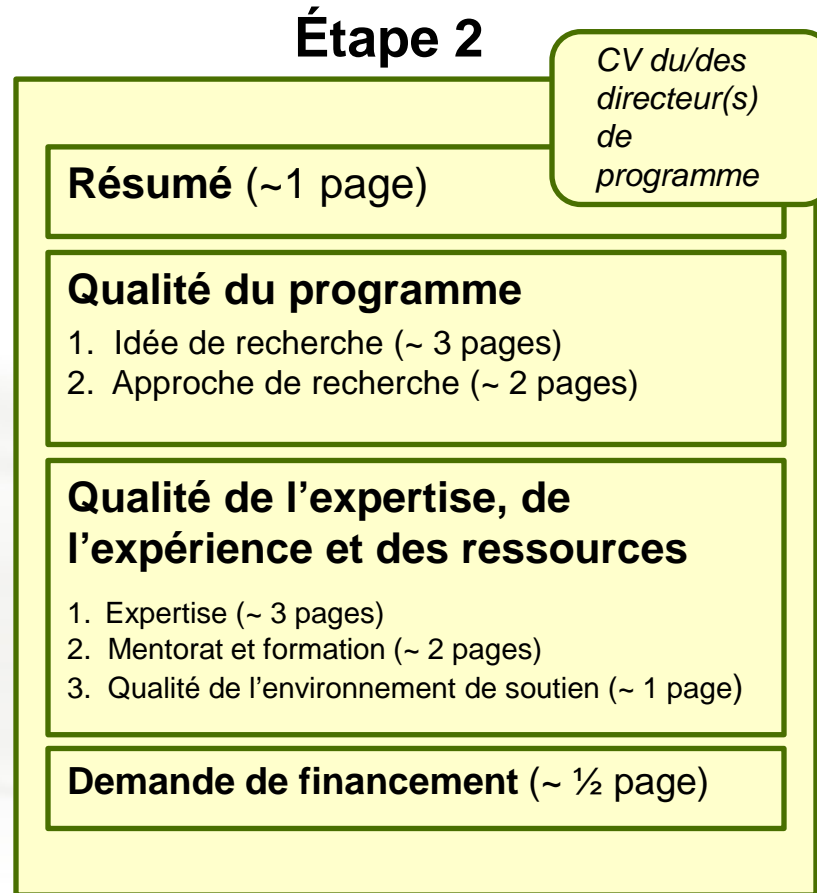 Étape 2
CV du/des
directeur(s)
de
programme
Résumé (~1 page)
Qualité du programme
1. Idée de recherche (~ 3 pages)
2. Approche de recherche (~ 2 pages)
Qualité de l’expertise, de
l’expérience et des ressources
1. Expertise (~ 3 pages)
2. Mentorat et formation (~ 2 pages)
3. Qualité de l’environnement de soutien (~ 1 page)
Demande de financement (~ ½ page)